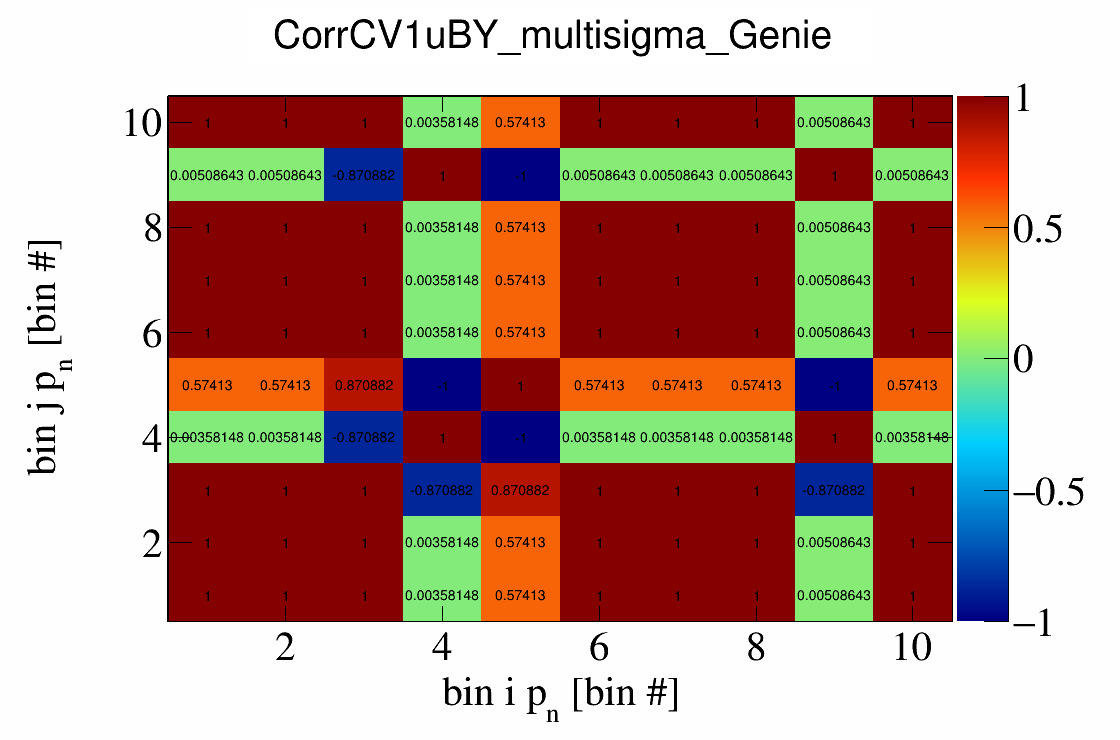 CorrCV1uBY_multisigma_Genie
10 1 1 1 0.00358148 0.57413 1 1 1 0.00508643 1 1
0.00508643 0.00508643 -0.870882 1 -1 0.00508643 0.00508643 0.00508643 1 0.00508643
8 1 1 1 0.00358148 0.57413 1 1 1 0.00508643 1 0.5
1 1 1 0.00358148 0.57413 1 1 1 0.00508643 1
6 1 1 1 0.00358148 0.57413 1 1 1 0.00508643 1 0
0.57413 0.57413 0.870882 -1 1 0.57413 0.57413 0.57413 -1 0.57413
4 0.00358148 0.00358148 -0.870882 1 -1 0.00358148 0.00358148 0.00358148 1 0.00358148
1 1 1 -0.870882 0.870882 1 1 1 -0.870882 1 −0.5
2 1 1 1 0.00358148 0.57413 1 1 1 0.00508643 1
1 1 1 0.00358148 0.57413 1 1 1 0.00508643 1 −1
2 4 6 8 10
bin i pn [bin #]
bin j pn [bin #]